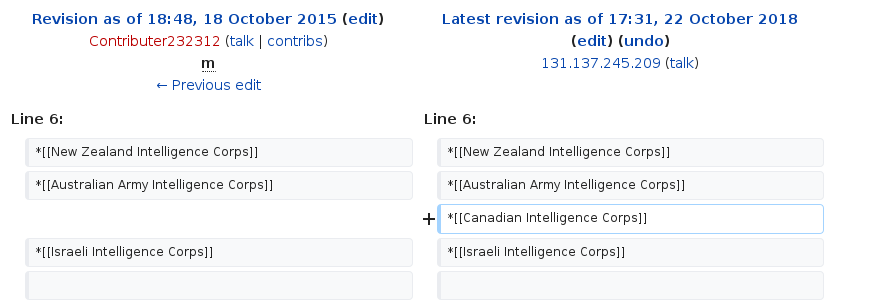 Revision as of 18:48, 18 October 2015 (edit)
Contributer232312 (talk | contribs)
m
← Previous edit
Latest revision as of 17:31, 22 October 2018
(edit) (undo)
131.137.245.209 (talk)
Line 6:
Line 6:
*[[New Zealand Intelligence Corps]]
*[[New Zealand Intelligence Corps]]
*[[Australian Army Intelligence Corps]]
*[[Australian Army Intelligence Corps]]
+ *[[Canadian Intelligence Corps]]
*[[Israeli Intelligence Corps]]
*[[Israeli Intelligence Corps]]